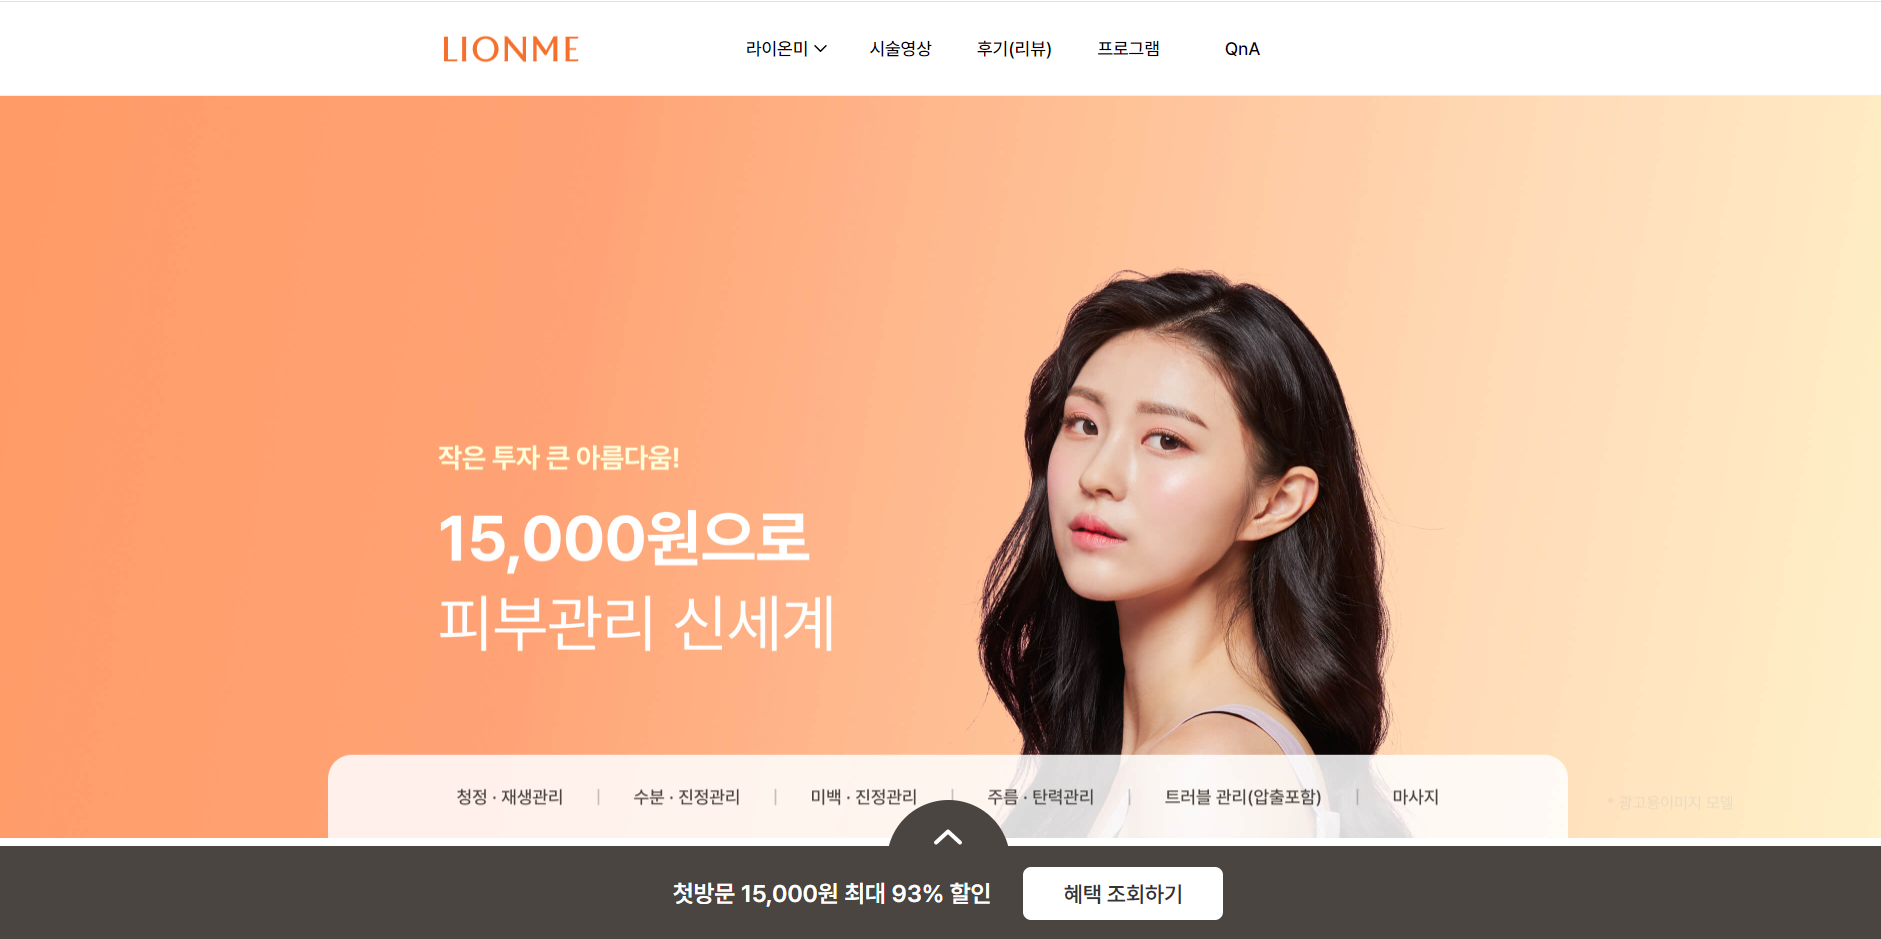 LIONME
라이온미
시술영상
후기(리뷰)
프로그램
QnA
작은 투자 큰 아름다움!
15,000원으로
피부관리 신세계
청정 · 재생관리
수분 · 진정관리
미백 · 진정관리
주름 · 탄력관리
트러블 관리(압출포함)
마사지
* 광고용이미지 모델
첫방문 15,000원 최대 93% 할인
혜택 조회하기